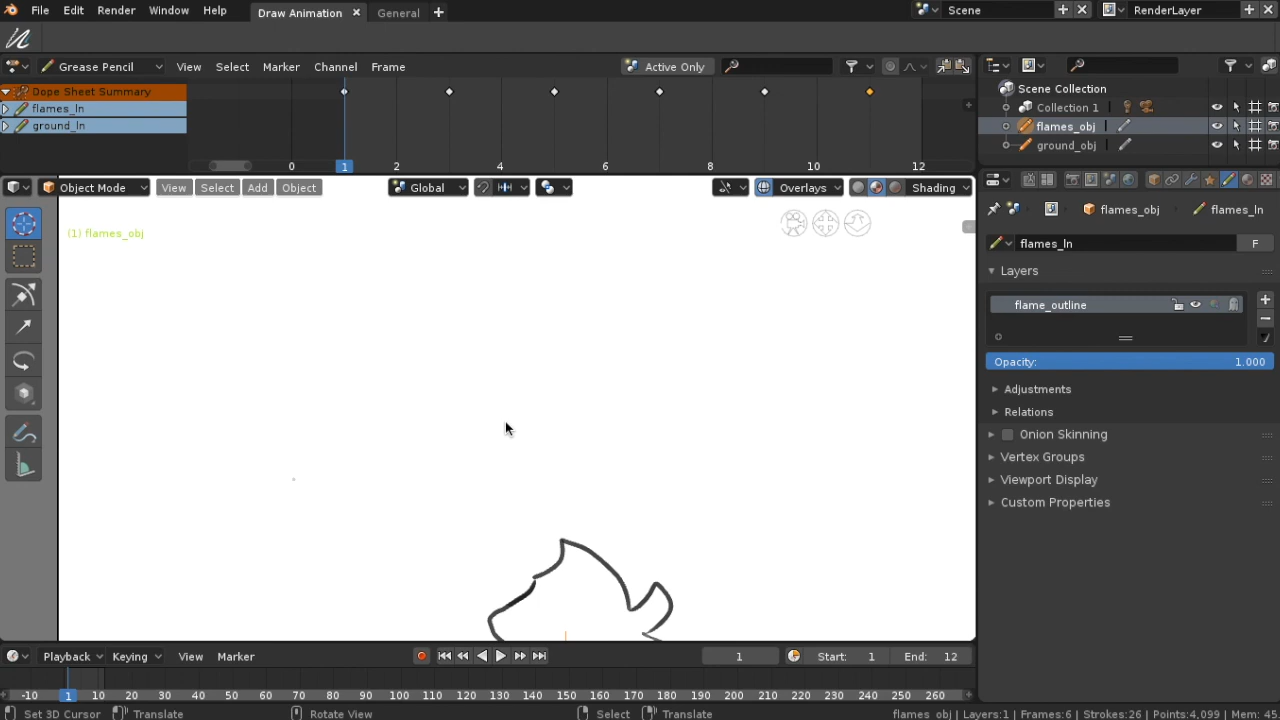 File Edit Render Window Help Draw Animation General Scene RenderLayer
Grease Pencil View Select Marker Channel Frame Active Only
Dope Sheet Summary
flames_ln
ground_ln
0 1 2 4 6 8 10 12
Scene Collection
Collection 1
flames_obj
ground_obj
Object Mode View Select Add Object Global Overlays Shading
(1) flames_obj
flames_obj flames_ln
flames_ln F
Layers
flame_outline
Opacity: 1.000
Adjustments
Relations
Onion Skinning
Vertex Groups
Viewport Display
Custom Properties
Playback Keying View Marker 1 Start: 1 End: 12
-10 1 10 20 30 40 50 60 70 80 90 100 110 120 130 140 150 160 170 180 190 200 210 220 230 240 250 260
Set 3D Cursor Translate Rotate View Select Translate flames_obj | Layers:1 | Frames:6 | Strokes:26 | Points:4,099 | Mem: 45